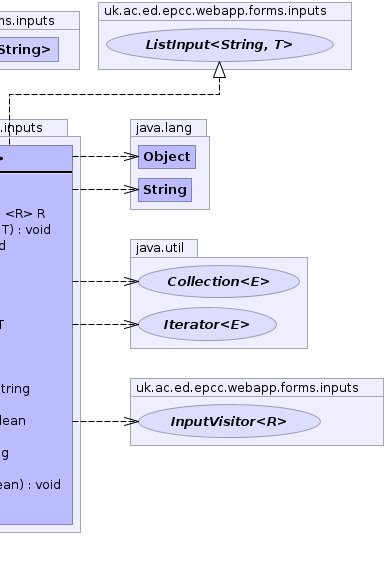 uk.ac.ed.epcc.webapp.forms.inputs
ms.inputs
ListInput<String, T>
String>
.inputs
java.lang
>
Object
String
<R> R
T) : void
d
java.util
Collection<E>
T
Iterator<E>
uk.ac.ed.epcc.webapp.forms.inputs
tring
lean
InputVisitor<R>
g
ean) : void